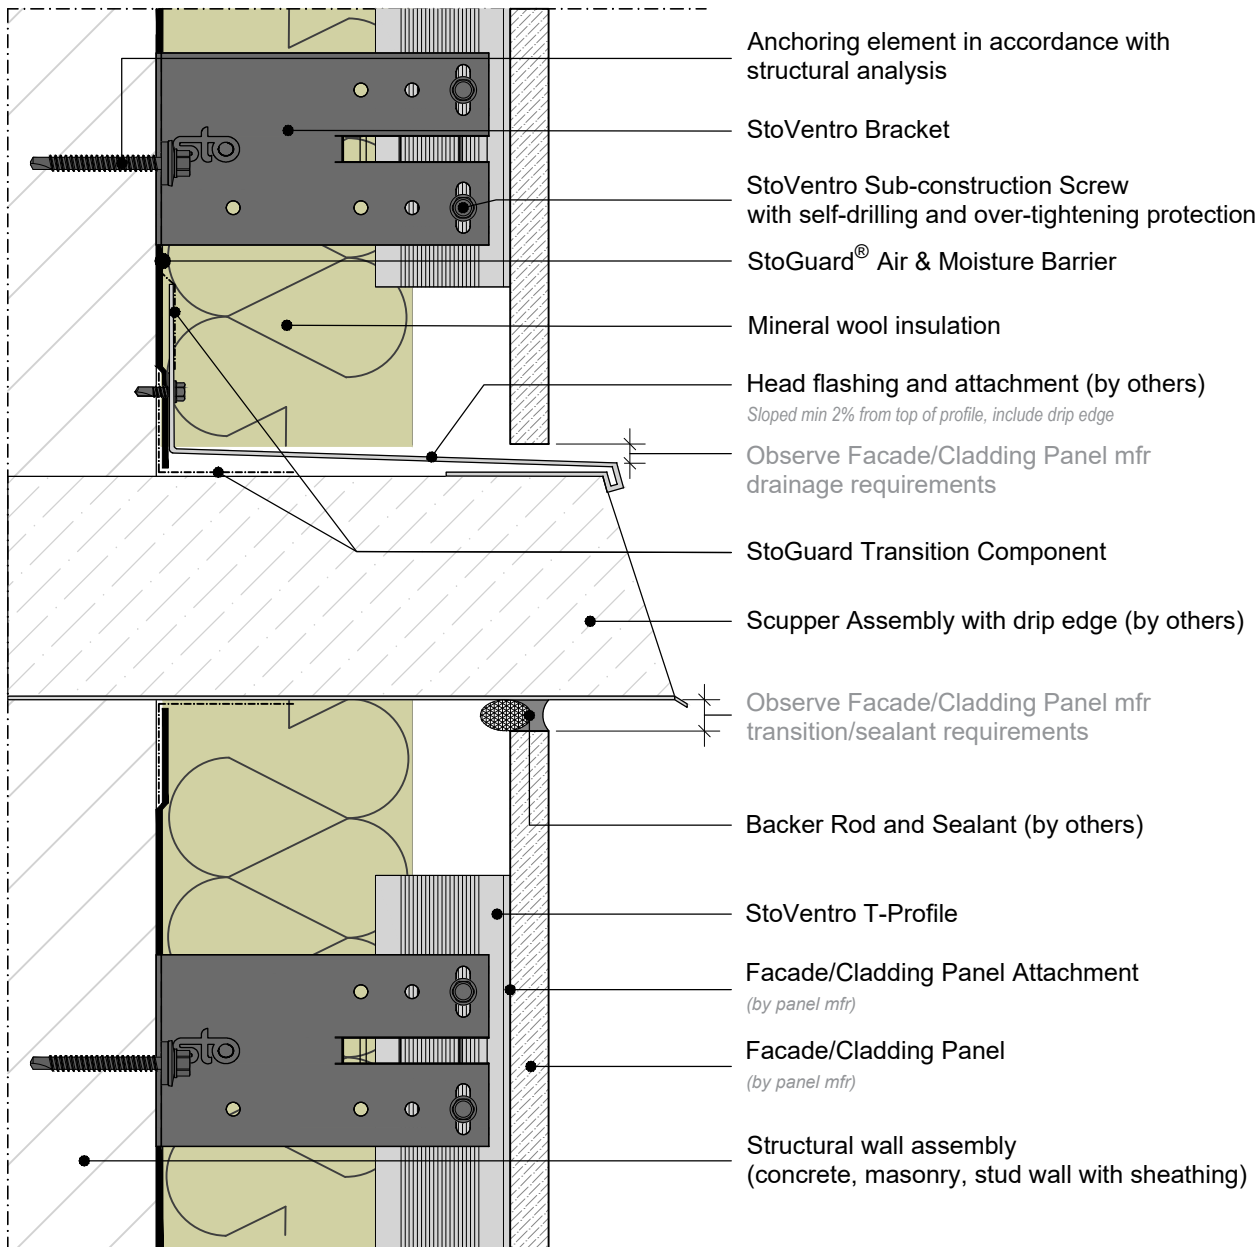 Anchoring element in accordance with
structural analysis
StoVentro Bracket
StoVentro Sub-construction Screw
with self-drilling and over-tightening protection
StoGuard® Air & Moisture Barrier
Mineral wool insulation
Head flashing and attachment (by others)
Sloped min 2% from top of profile, include drip edge
Observe Facade/Cladding Panel mfr
drainage requirements
StoGuard Transition Component
Scupper Assembly with drip edge (by others)
Observe Facade/Cladding Panel mfr
transition/sealant requirements
Backer Rod and Sealant (by others)
StoVentro T-Profile
Facade/Cladding Panel Attachment
(by panel mfr)
Facade/Cladding Panel
(by panel mfr)
Structural wall assembly
(concrete, masonry, stud wall with sheathing)
sto
sto